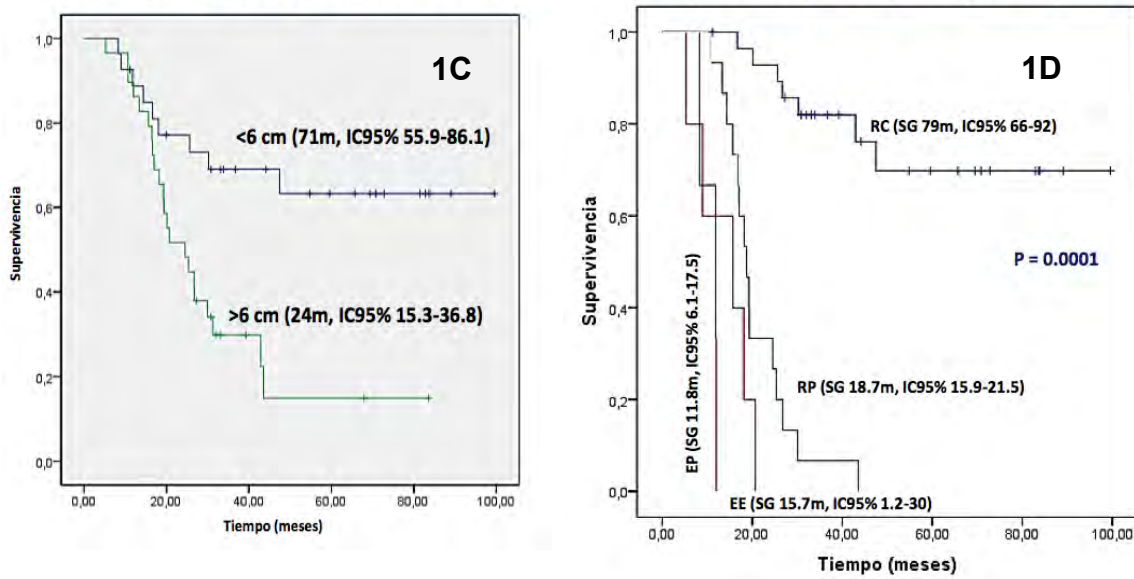 1C
1,0
0,8
0,6
0,4
0,2
0,0
Supervivencia
<6 cm (71m, IC95% 55.9-86.1)
>6 cm (24m, IC95% 15.3-36.8)
0,00 20,00 40,00 60,00 80,00 100,00
Tiempo (meses)
1D
1,0
0,8
0,6
0,4
0,2
0,0
Supervivencia
RC (SG 79m, IC95% 66-92)
P = 0.0001
EP (SG 11.8m, IC95% 6.1-17.5)
RP (SG 18.7m, IC95% 15.9-21.5)
EE (SG 15.7m, IC95% 1.2-30)
0,00 20,00 40,00 60,00 80,00 100,00
Tiempo (meses)